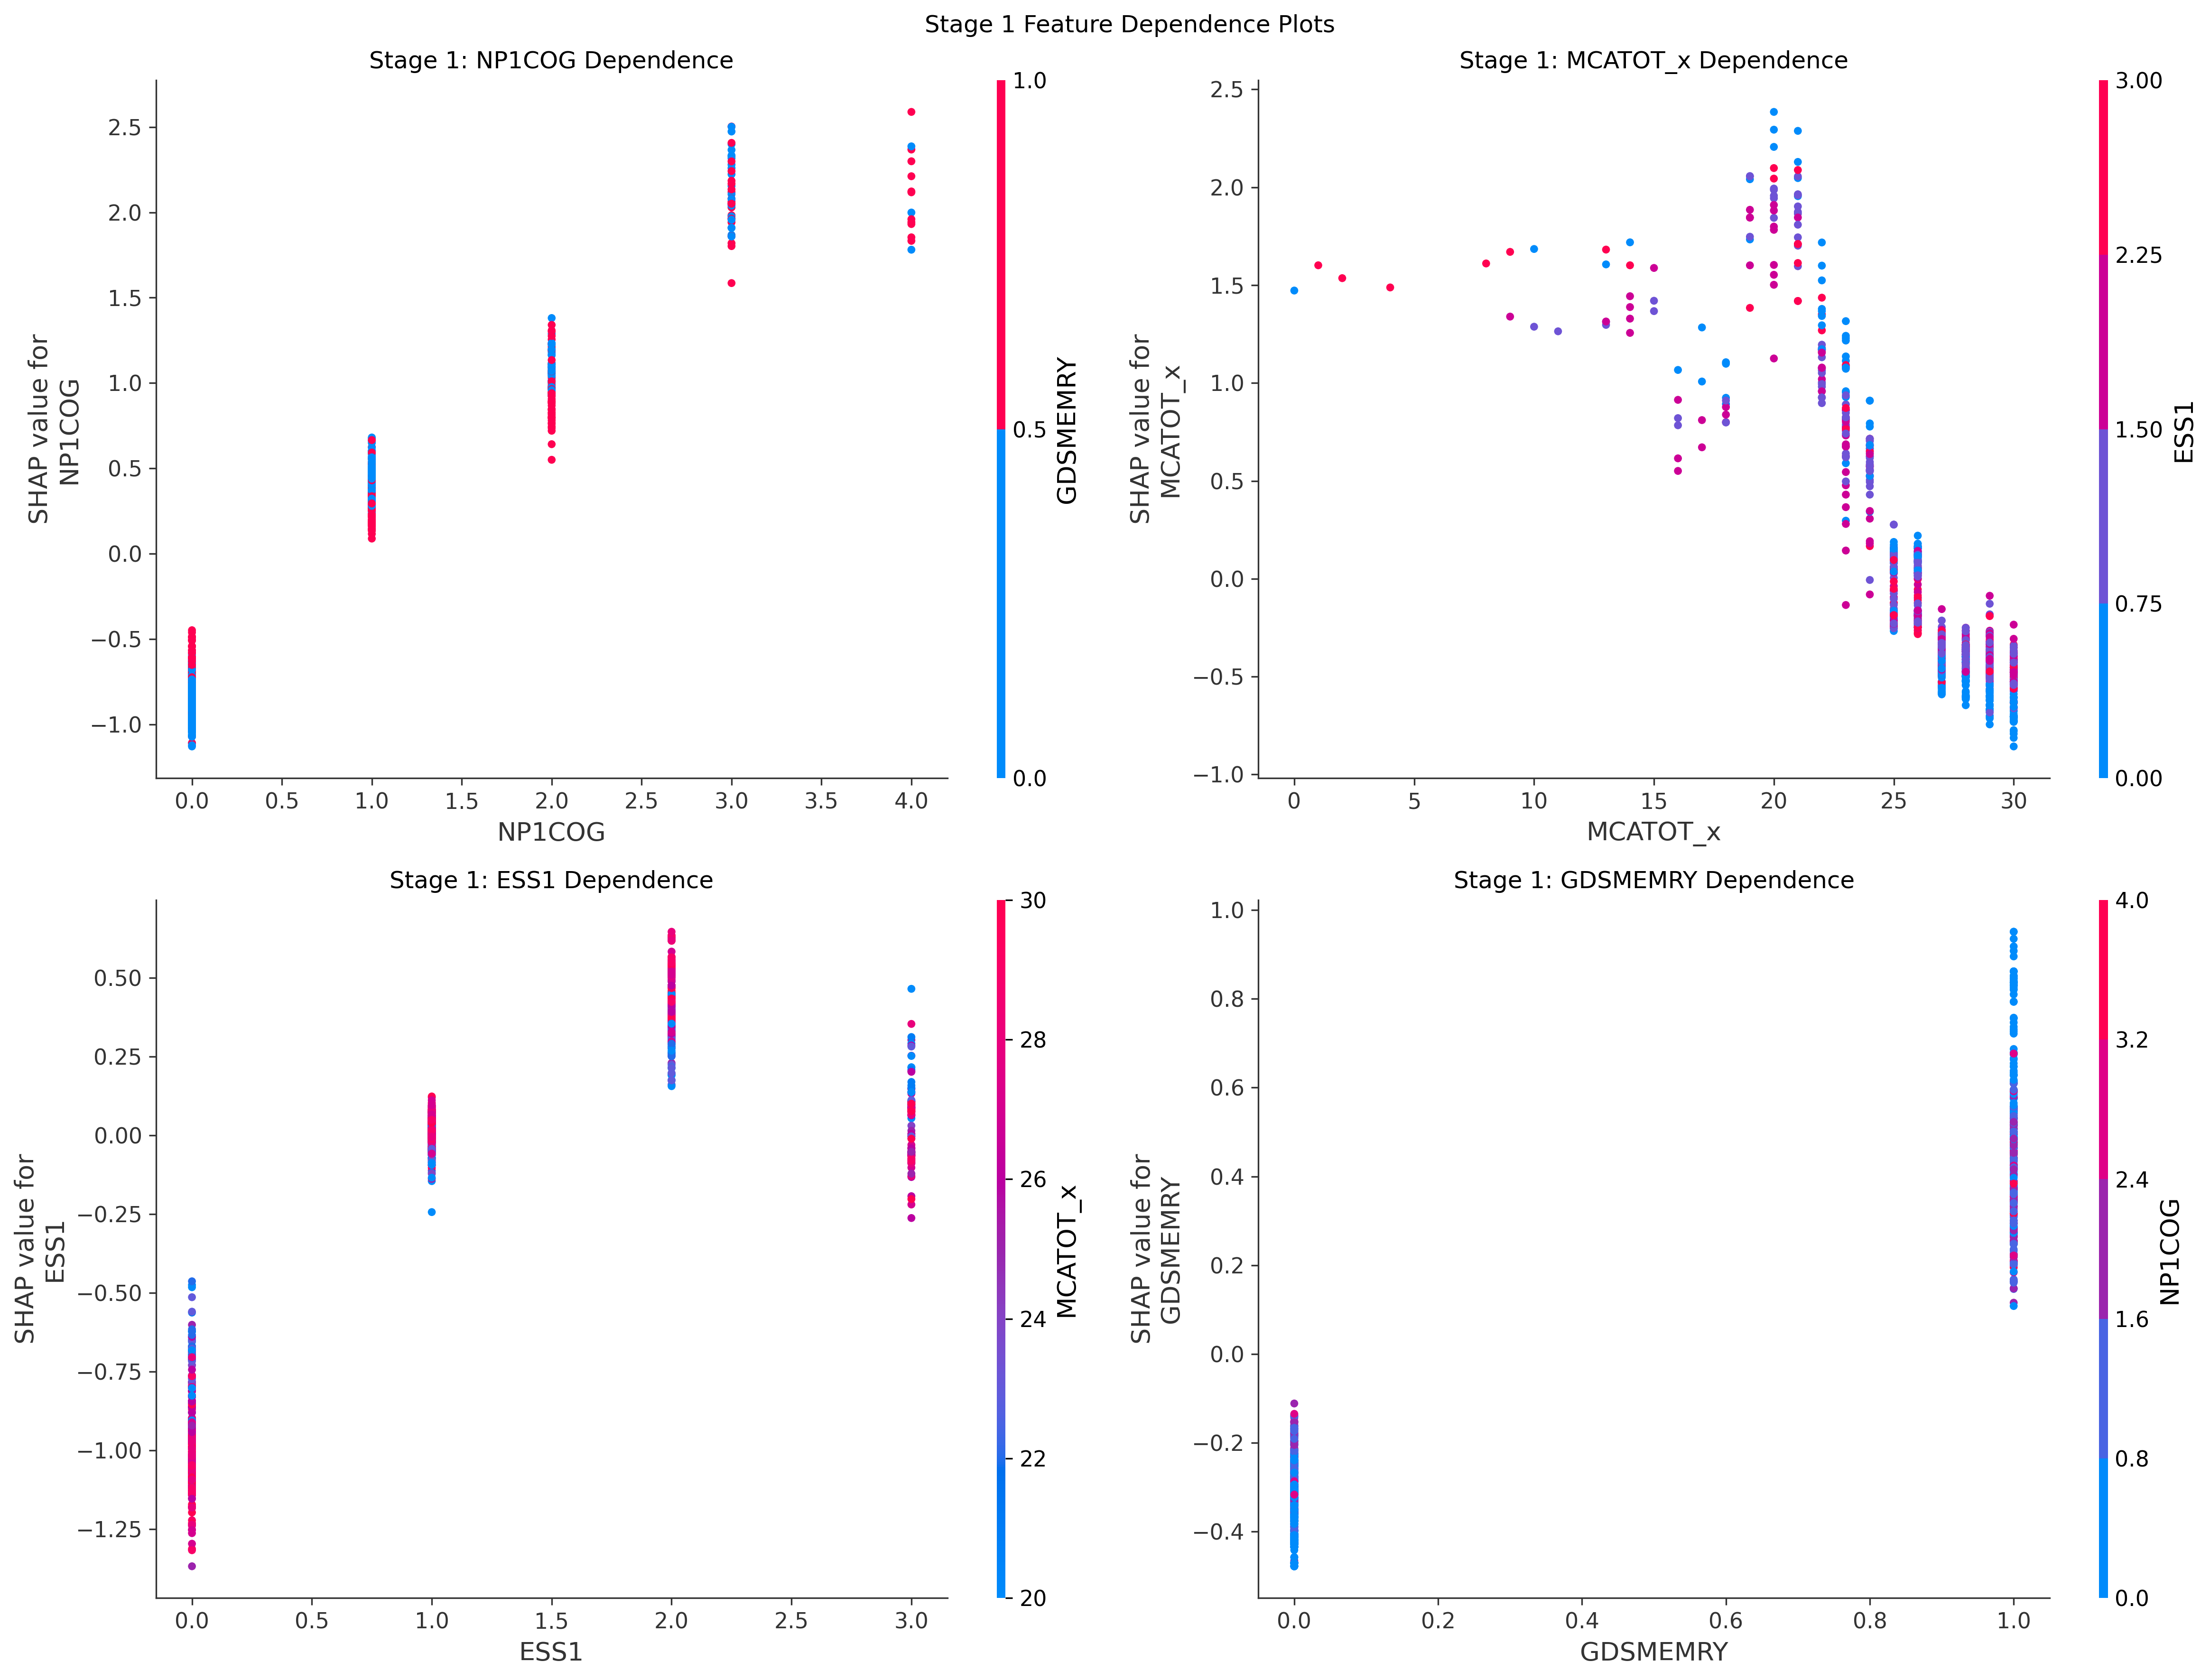 Stage 1 Feature Dependence Plots
Stage 1: NP1COG Dependence
SHAP value for
NP1COG
2.5
2.0
1.5
1.0
0.5
0.0
−0.5
−1.0
0.0 0.5 1.0 1.5 2.0 2.5 3.0 3.5 4.0
NP1COG
1.0
0.5
0.0
GDSMEMRY
Stage 1: MCATOT_x Dependence
SHAP value for
MCATOT_x
2.5
2.0
1.5
1.0
0.5
0.0
−0.5
−1.0
0 5 10 15 20 25 30
MCATOT_x
3.00
2.25
1.50
0.75
0.00
ESS1
Stage 1: ESS1 Dependence
SHAP value for
ESS1
0.50
0.25
0.00
−0.25
−0.50
−0.75
−1.00
−1.25
0.0 0.5 1.0 1.5 2.0 2.5 3.0
ESS1
30
28
26
24
22
20
MCATOT_x
Stage 1: GDSMEMRY Dependence
SHAP value for
GDSMEMRY
1.0
0.8
0.6
0.4
0.2
0.0
−0.2
−0.4
0.0 0.2 0.4 0.6 0.8 1.0
GDSMEMRY
4.0
3.2
2.4
1.6
0.8
0.0
NP1COG